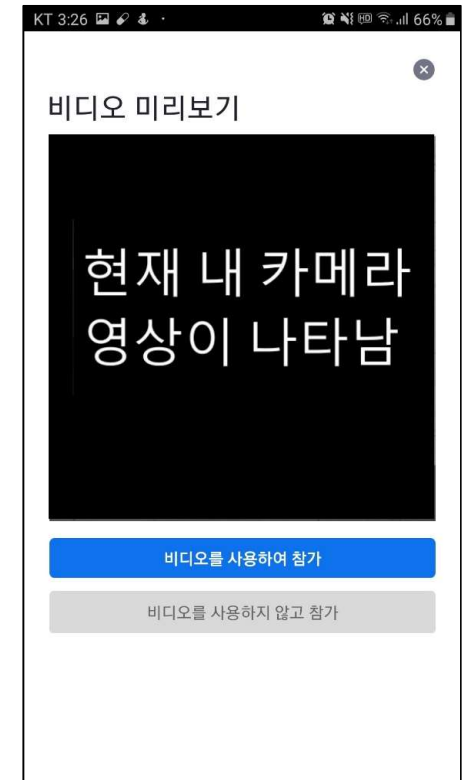 KT 3:26 HD 66%
비디오 미리보기
현재 내 카메라
영상이 나타남
비디오를 사용하여 참가
비디오를 사용하지 않고 참가